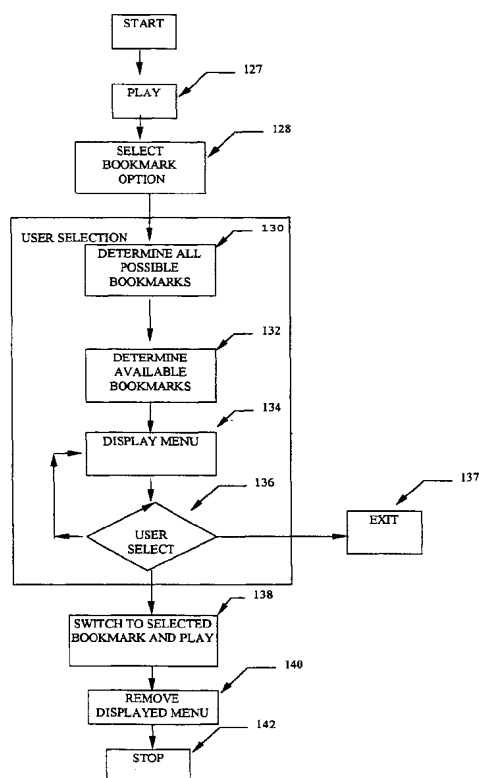 START
127
PLAY
128
SELECT
BOOKMARK
OPTION
USER SELECTION
130
DETERMINE ALL
POSSIBLE
BOOKMARKS
132
DETERMINE
AVAILABLE
BOOKMARKS
134
DISPLAY MENU
136
137
USER
SELECT
EXIT
138
SWITCH TO SELECTED
BOOKMARK AND PLAY
140
REMOVE
DISPLAYED MENU
142
STOP